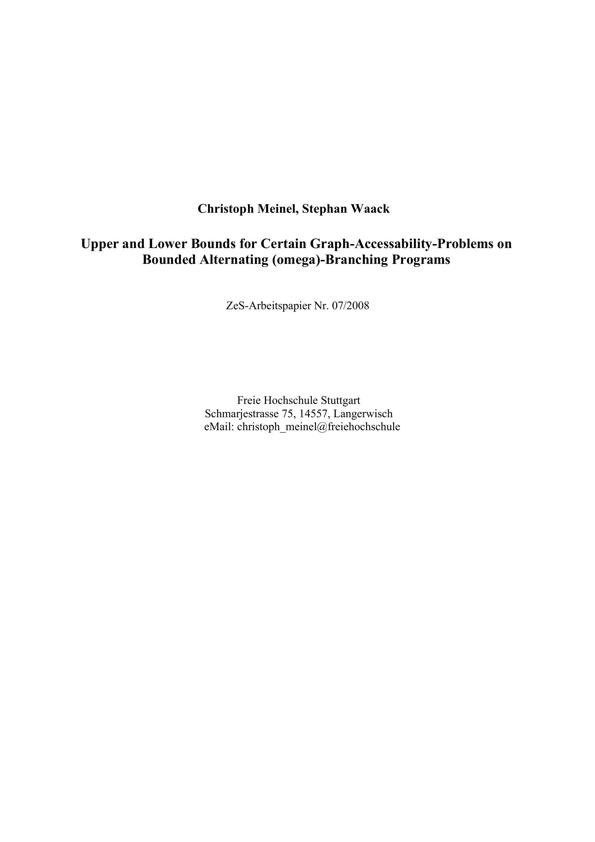 Christoph Meinel, Stephan Waack
Upper and Lower Bounds for Certain Graph-Accessability-Problems on
Bounded Alternating (omega)-Branching Programs
ZeS-Arbeitspapier Nr. 07/2008
Freie Hochschule Stuttgart
Schmarjestrasse 75, 14557, Langerwisch
eMail: christoph_meinel@freiehochschule